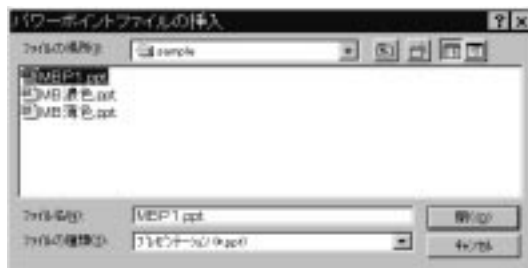 パワーポイントファイルの挿入
ファイルの場所(I): sample
MBP1.ppt
MB濃色.ppt
MB薄色.ppt
ファイル名(N): MBP1.ppt 開く(O)
ファイルの種類(T): プレゼンテーション (*.ppt) キャンセル